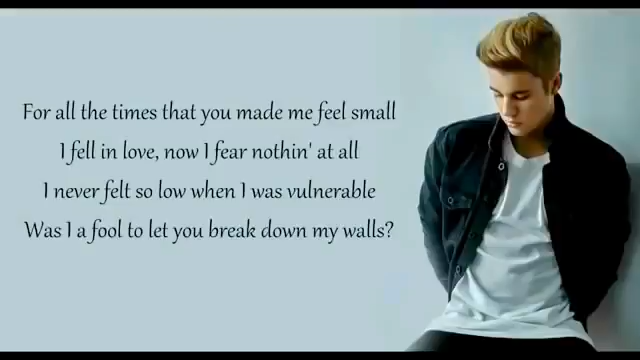 For all the times that you made me feel small
I fell in love, now I fear nothin' at all
I never felt so low when I was vulnerable
Was I a fool to let you break down my walls?